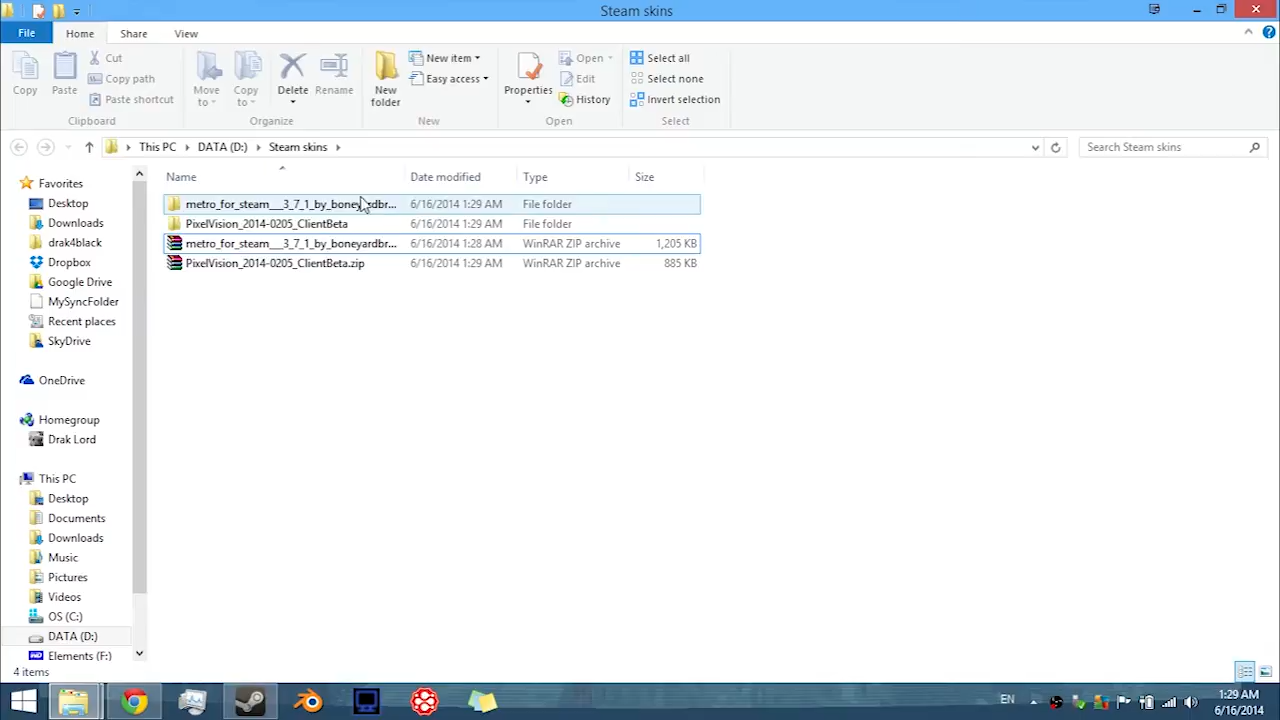 Steam skins
File
Home
Share
View
Copy
Paste
Cut
Copy path
Paste shortcut
Clipboard
Move to
Copy to
Delete
Rename
Organize
New folder
New item
Easy access
New
Properties
Open
Edit
History
Open
Select all
Select none
Invert selection
Select
This PC
DATA (D:)
Steam skins
Search Steam skins
Name
Date modified
Type
Size
metro_for_steam___3_7_1_by_boneyardbr...
6/16/2014 1:29 AM
File folder
PixelVision_2014-0205_ClientBeta
6/16/2014 1:29 AM
File folder
metro_for_steam___3_7_1_by_boneyardbr...
6/16/2014 1:28 AM
WinRAR ZIP archive
1,205 KB
PixelVision_2014-0205_ClientBeta.zip
6/16/2014 1:29 AM
WinRAR ZIP archive
885 KB
Favorites
Desktop
Downloads
drak4black
Dropbox
Google Drive
MySyncFolder
Recent places
SkyDrive
OneDrive
Homegroup
Drak Lord
This PC
Desktop
Documents
Downloads
Music
Pictures
Videos
OS (C:)
DATA (D:)
Elements (F:)
4 items
EN
1:29 AM
6/16/2014